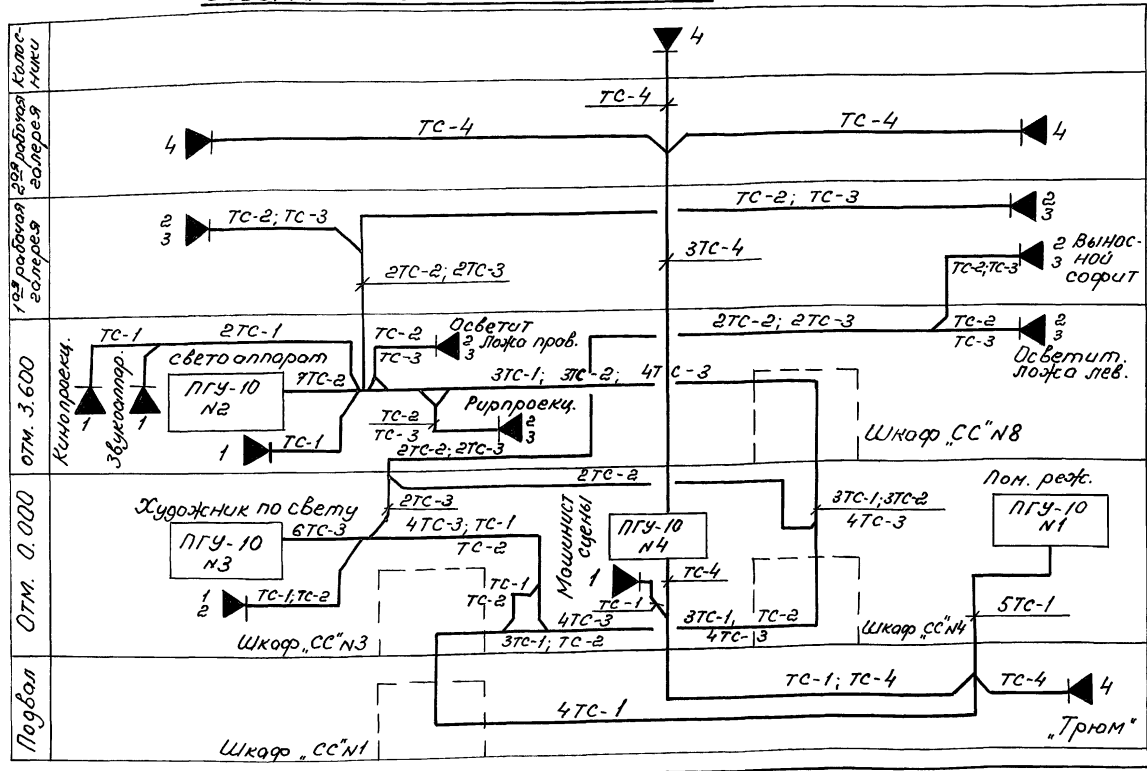 Колос-
ники
4
ТС-4
2ая рабочая
галерея
4
ТС-4
ТС-4
4
1ая рабочая
галерея
2
3
ТС-2; ТС-3
ТС-2; ТС-3
2
3
2ТС-2; 2ТС-3
3ТС-4
ТС-2; ТС-3
2
3
Вынос-
ной
софит
отм. 3.600
ТС-1
2ТС-1
Кинопроекц.
1
Звукоаппар.
1
светоаппарат
ПГУ-10
№2
7ТС-2
1
ТС-1
ТС-2
ТС-3
Осветит
ложа прав.
2
3
3ТС-1; 3ТС-2; 4ТС-3
ТС-2
ТС-3
Рирпроекц.
2
3
2ТС-2; 2ТС-3
2ТС-2; 2ТС-3
ТС-2
ТС-3
2
3
Осветит.
ложа лев.
Шкаф „СС" №8
ОТМ. 0.000
Художник по свету
ПГУ-10
№3
6ТС-3
2ТС-3
2ТС-2
4ТС-3; ТС-1
ТС-2
1
2
ТС-1; ТС-2
Шкаф „СС" №3
ТС-1
ТС-2
4ТС-3
3ТС-1; ТС-2
Машинист
сцены
1
ПГУ-10
№4
ТС-4
ТС-1
3ТС-1, ТС-2
4ТС-3
3ТС-1; 3ТС-2
4ТС-3
Шкаф „СС" №4
Пом. реж.
ПГУ-10
№1
5ТС-1
Подвал
Шкаф „СС" №1
4ТС-1
ТС-1; ТС-4
ТС-4
4
„Трюм"